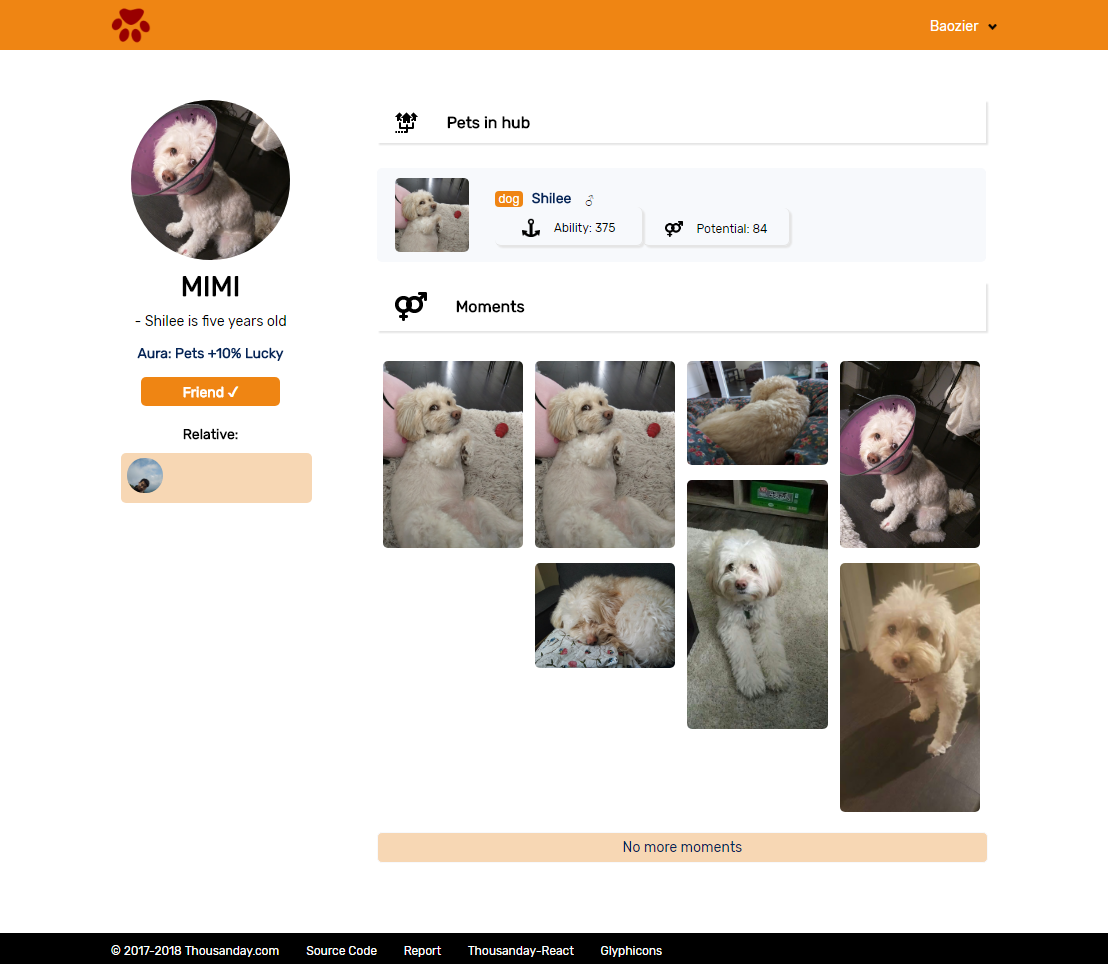 Baozier
MIMI
- Shilee is five years old
Aura: Pets +10% Lucky
Friend ✓
Relative:
Pets in hub
dog Shilee ♂
Ability: 375 Potential: 84
Moments
No more moments
© 2017-2018 Thousanday.com Source Code Report Thousanday-React Glyphicons